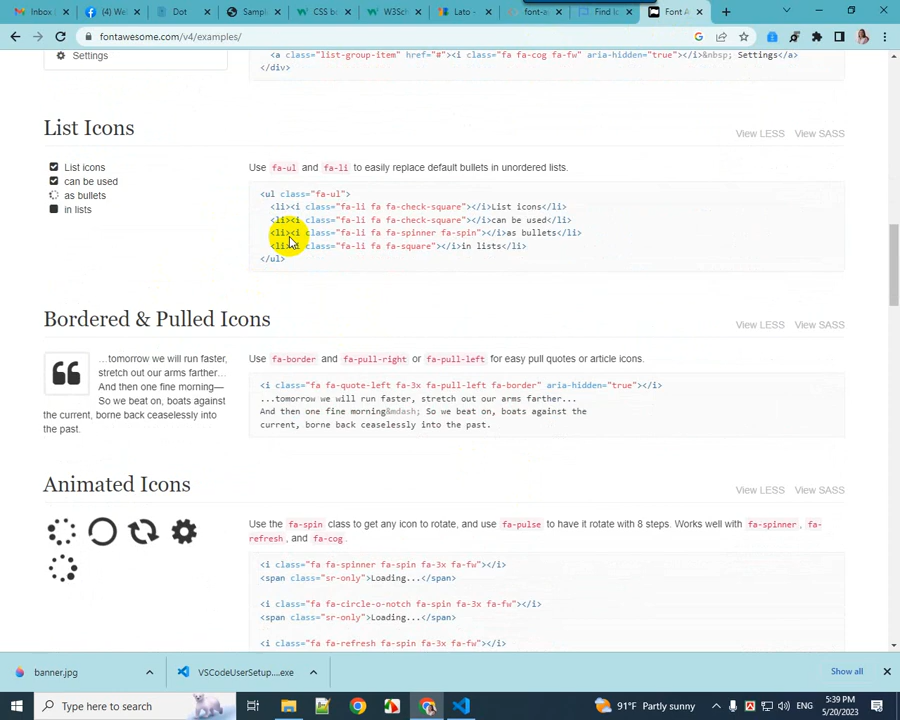 Inbox (
(4) We
Dot
Sampl
CSS b
W3Sch
Lato -
font-a
Find Ic
Font A
fontawesome.com/v4/examples/
Settings
<a class="list-group-item" href="#"><i class="fa fa-cog fa-fw" aria-hidden="true"></i>&nbsp; Settings</a>
</div>
List Icons
View LESS View SASS
List icons
can be used
as bullets
in lists
Use fa-ul and fa-li to easily replace default bullets in unordered lists.
<ul class="fa-ul">
<li><i class="fa-li fa fa-check-square"></i>List icons</li>
<li><i class="fa-li fa fa-check-square"></i>can be used</li>
<li><i class="fa-li fa fa-spinner fa-spin"></i>as bullets</li>
<li><i class="fa-li fa fa-square"></i>in lists</li>
</ul>
Bordered & Pulled Icons
View LESS View SASS
...tomorrow we will run faster,
stretch out our arms farther...
And then one fine morning—
So we beat on, boats against
the current, borne back ceaselessly into
the past.
Use fa-border and fa-pull-right or fa-pull-left for easy pull quotes or article icons.
<i class="fa fa-quote-left fa-3x fa-pull-left fa-border" aria-hidden="true"></i>
...tomorrow we will run faster, stretch out our arms farther...
And then one fine morning&mdash; So we beat on, boats against the
current, borne back ceaselessly into the past.
Animated Icons
View LESS View SASS
Use the fa-spin class to get any icon to rotate, and use fa-pulse to have it rotate with 8 steps. Works well with fa-spinner, fa-
refresh, and fa-cog.
<i class="fa fa-spinner fa-spin fa-3x fa-fw"></i>
<span class="sr-only">Loading...</span>
<i class="fa fa-circle-o-notch fa-spin fa-3x fa-fw"></i>
<span class="sr-only">Loading...</span>
<i class="fa fa-refresh fa-spin fa-3x fa-fw"></i>
banner.jpg
VSCodeUserSetup....exe
Show all
Type here to search
91°F Partly sunny
5:39 PM
5/20/2023